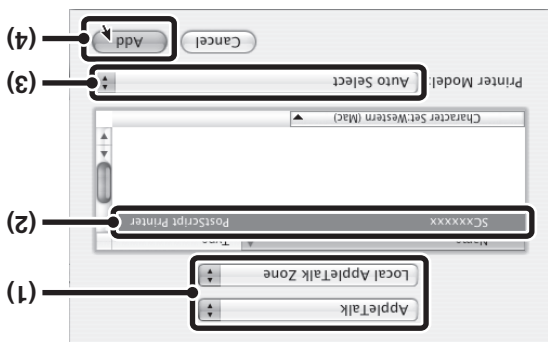 AppleTalk
Local AppleTalk Zone
(1)
Name Type
SCxxxxxx PostScript Printer
(2)
Character Set:Western (Mac)
Printer Model: Auto Select
(3)
Cancel Add
(4)